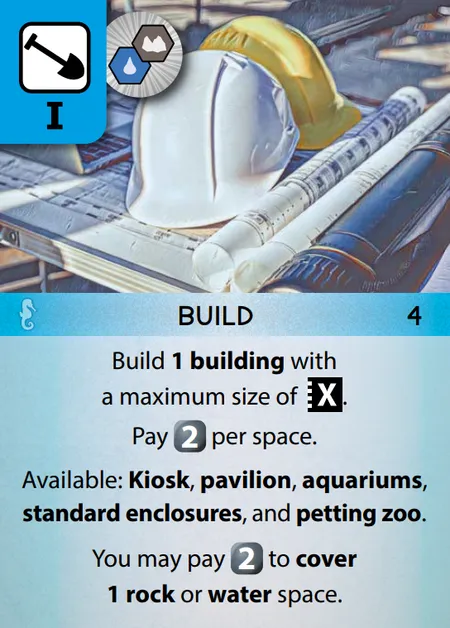 I
BUILD 4
Build 1 building with
a maximum size of X.
Pay 2 per space.
Available: Kiosk, pavilion, aquariums,
standard enclosures, and petting zoo.
You may pay 2 to cover
1 rock or water space.